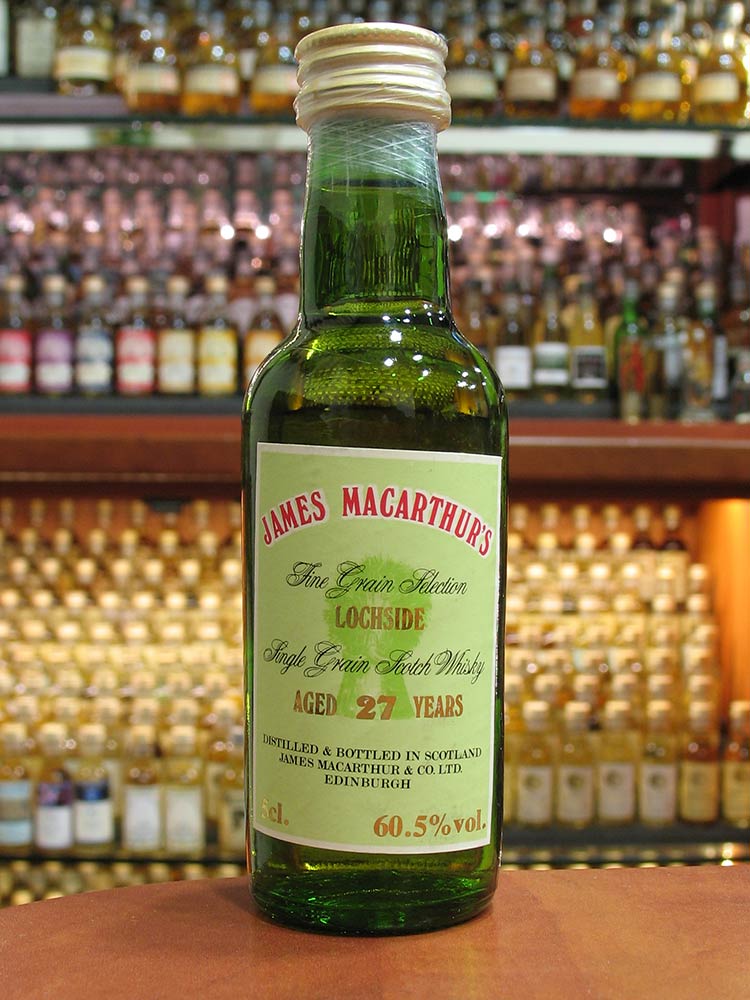 JAMES MACARTHUR'S
Fine Grain Selection
LOCHSIDE
Single Grain Scotch Whisky
AGED 27 YEARS
DISTILLED & BOTTLED IN SCOTLAND
JAMES MACARTHUR & CO. LTD.
EDINBURGH
5cl. 60.5% vol.